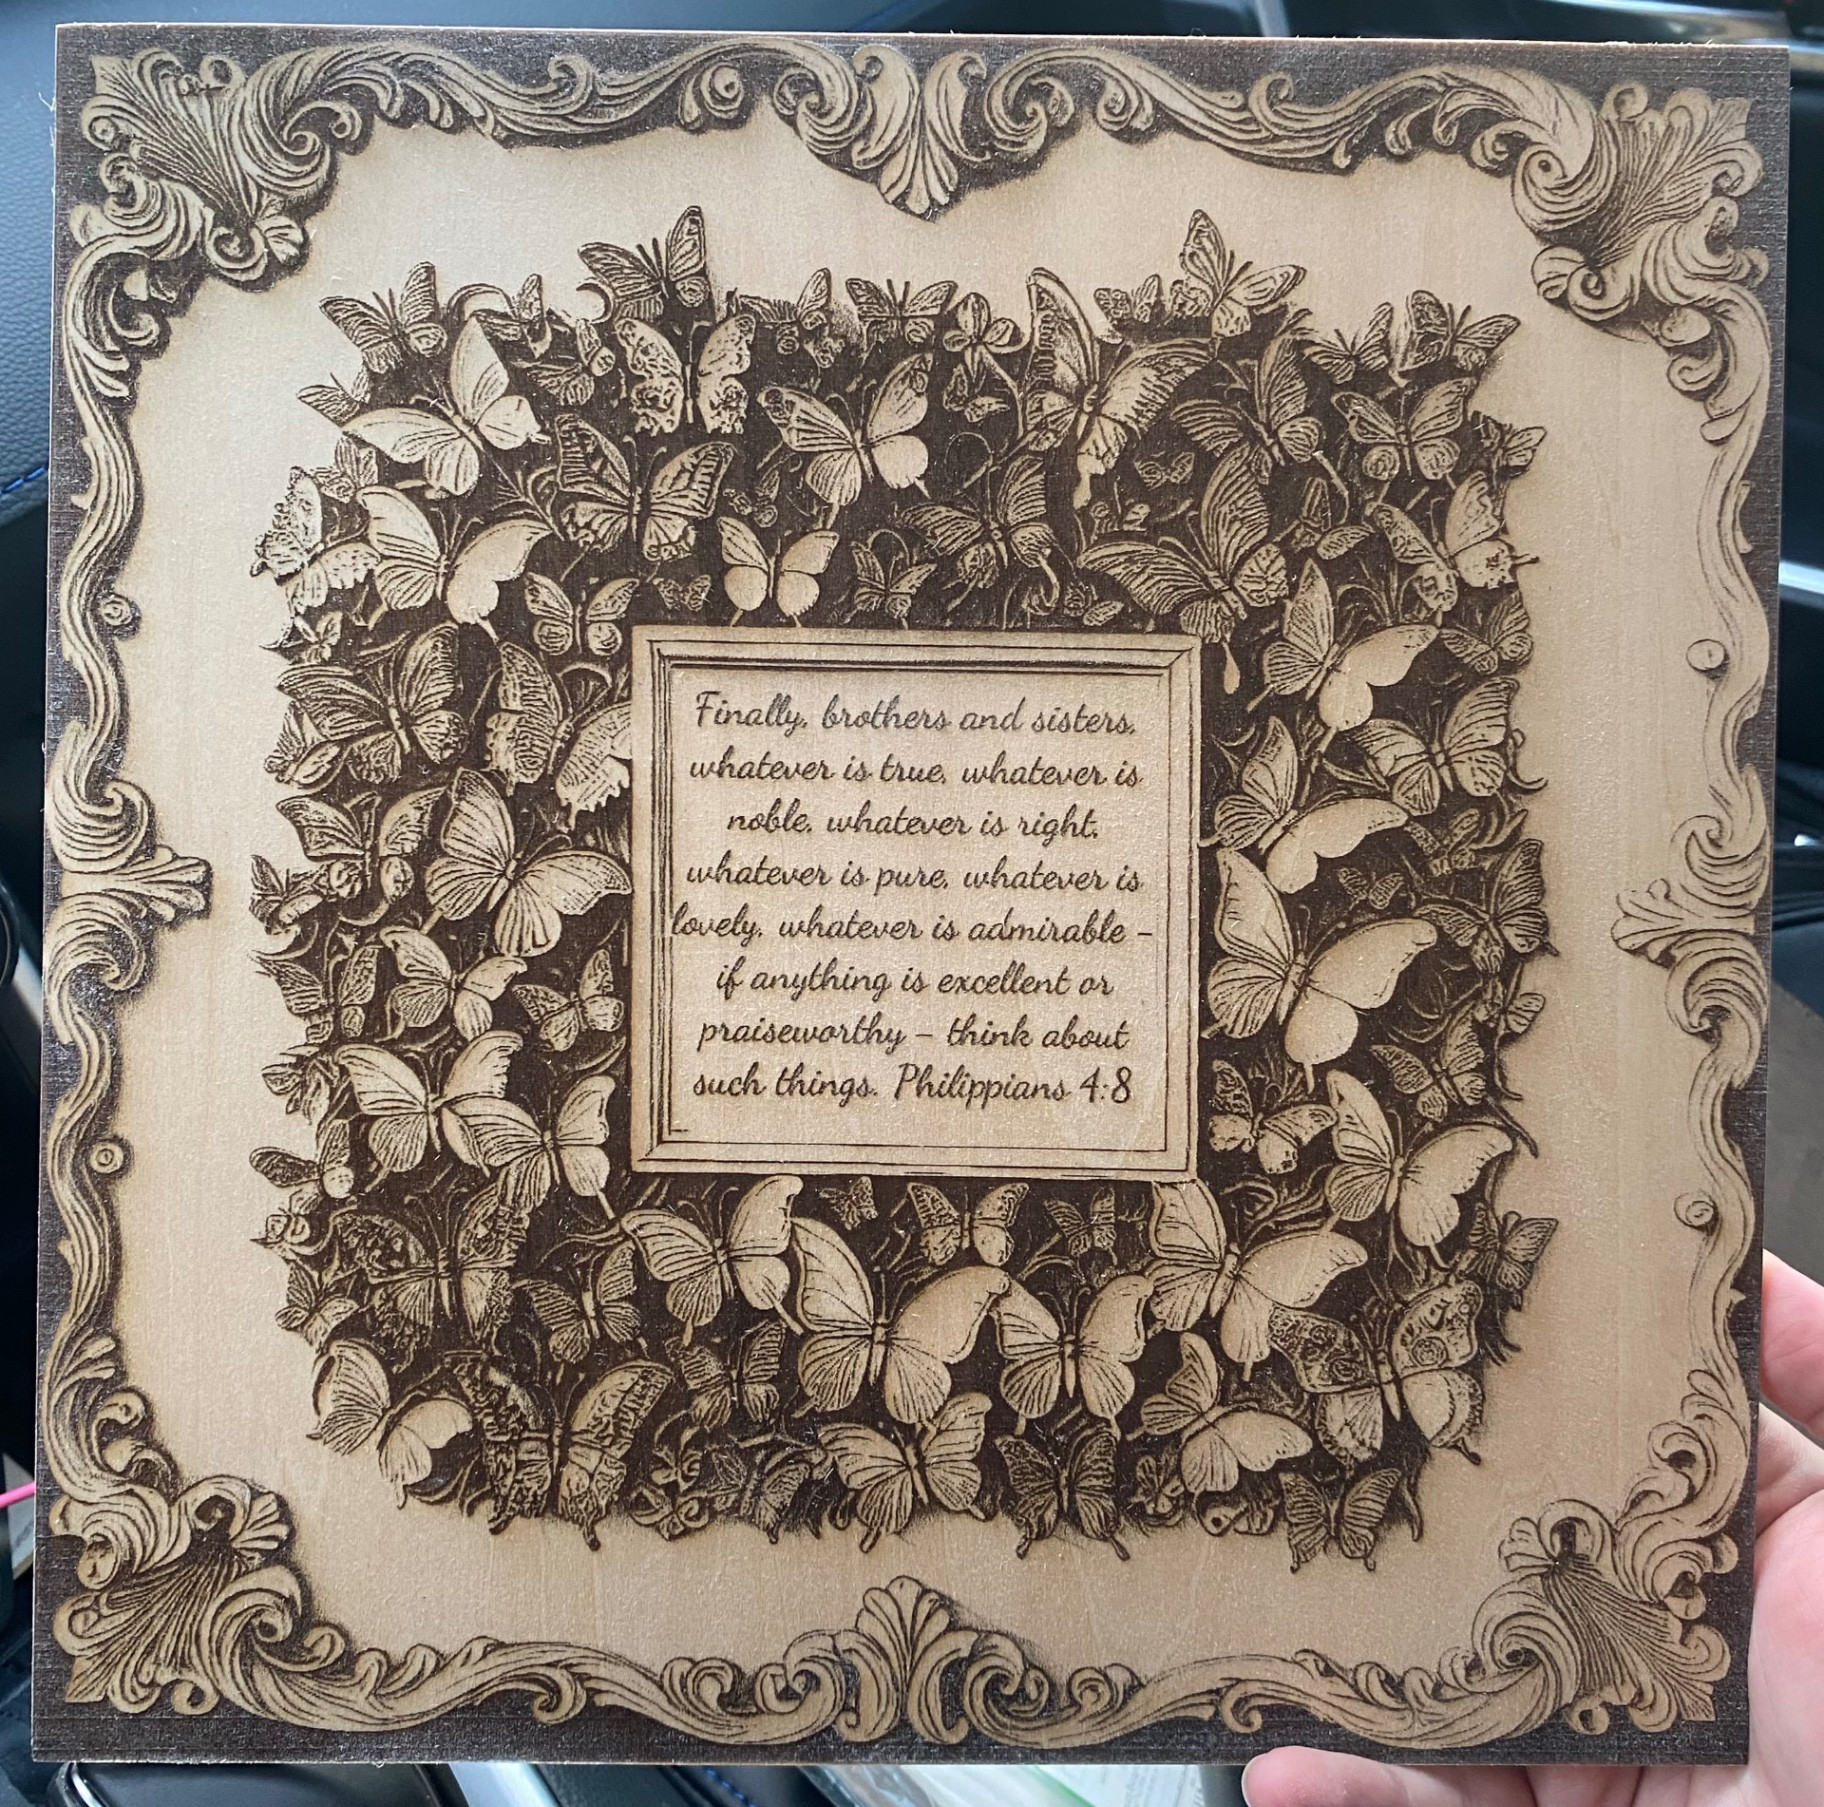 Finally, brothers and sisters,
whatever is true, whatever is
noble, whatever is right,
whatever is pure, whatever is
lovely, whatever is admirable –
if anything is excellent or
praiseworthy – think about
such things. Philippians 4:8